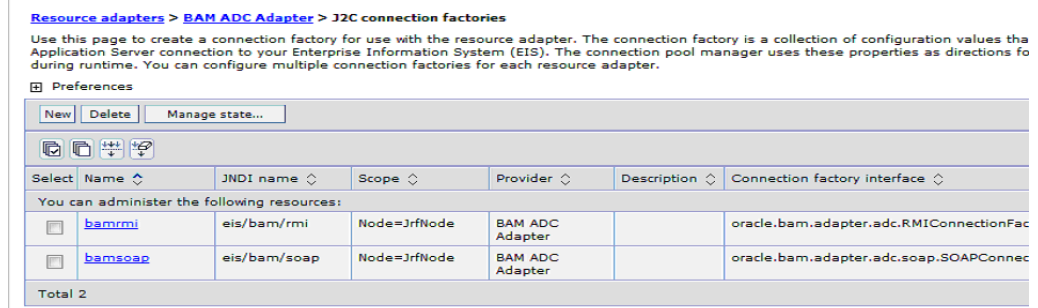 Resource adapters > BAM ADC Adapter > J2C connection factories
Use this page to create a connection factory for use with the resource adapter. The connection factory is a collection of configuration values tha
Application Server connection to your Enterprise Information System (EIS). The connection pool manager uses these properties as directions fo
during runtime. You can configure multiple connection factories for each resource adapter.
Preferences
New Delete Manage state...
Select Name JNDI name Scope Provider Description Connection factory interface
You can administer the following resources:
bamrmi eis/bam/rmi Node=JrfNode BAM ADC Adapter oracle.bam.adapter.adc.RMIConnectionFac
bamsoap eis/bam/soap Node=JrfNode BAM ADC Adapter oracle.bam.adapter.adc.soap.SOAPConnec
Total 2